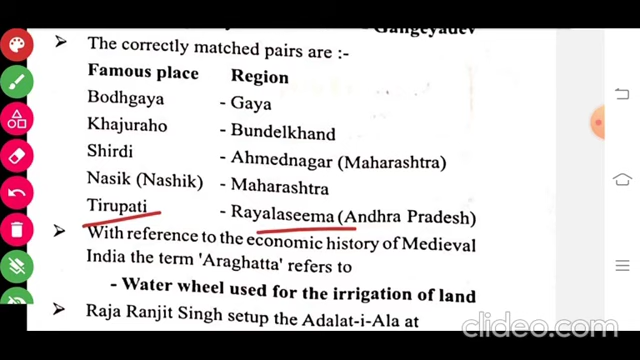 - Gangeyadev
➤ The correctly matched pairs are :-
Famous place Region
Bodhgaya - Gaya
Khajuraho - Bundelkhand
Shirdi - Ahmednagar (Maharashtra)
Nasik (Nashik) - Maharashtra
Tirupati - Rayalaseema (Andhra Pradesh)
➤ With reference to the economic history of Medieval
India the term 'Araghatta' refers to
- Water wheel used for the irrigation of land
➤ Raja Ranjit Singh setup the Adalat-i-Ala at
clideo.com